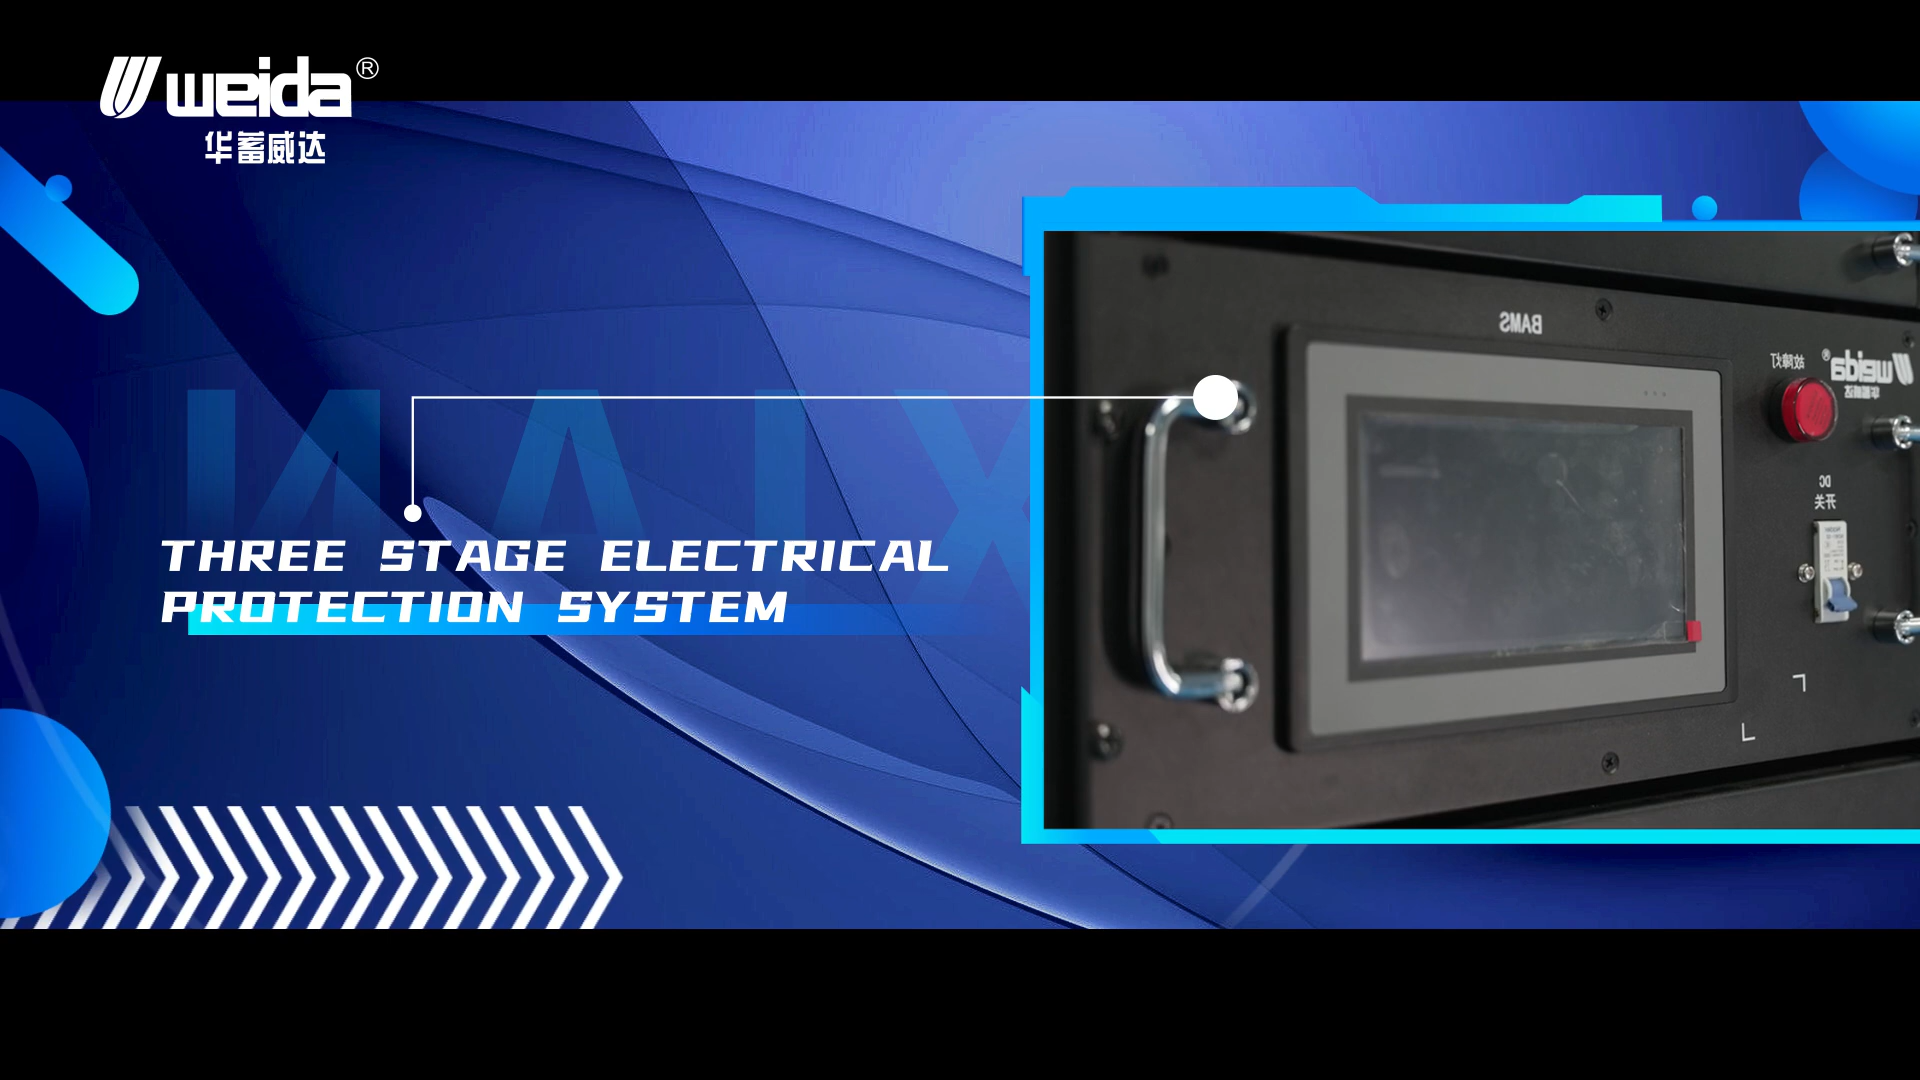 weida®
华蓄威达
THREE STAGE ELECTRICAL
PROTECTION SYSTEM
BAMS
故障灯
weida®
华蓄威达
DC
开关